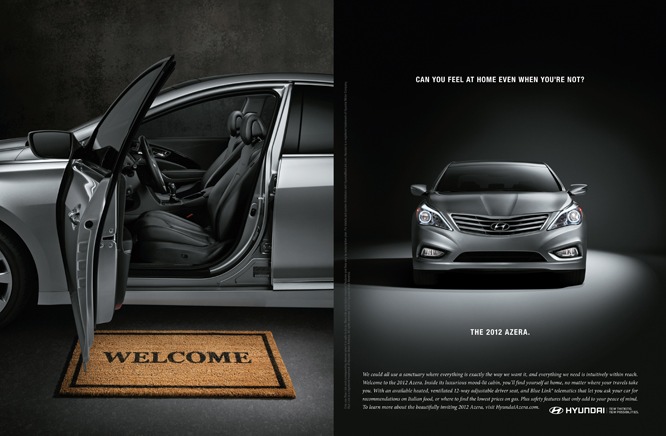 WELCOME
CAN YOU FEEL AT HOME EVEN WHEN YOU'RE NOT?
THE 2012 AZERA.
We could all use a sanctuary where everything is exactly the way we want it, and everything we need is intuitively within reach.
Welcome to the 2012 Azera. Inside its luxurious mood-lit cabin, you'll find yourself at home, no matter where your travels take
you. With an available heated, ventilated 12-way adjustable driver seat, and Blue Link® telematics that let you ask your car for
recommendations on Italian food, or where to find the lowest prices on gas. Plus safety features that only add to your peace of mind.
To learn more about the beautifully inviting 2012 Azera, visit HyundaiAzera.com.
HYUNDAI
NEW THINKING.
NEW POSSIBILITIES.